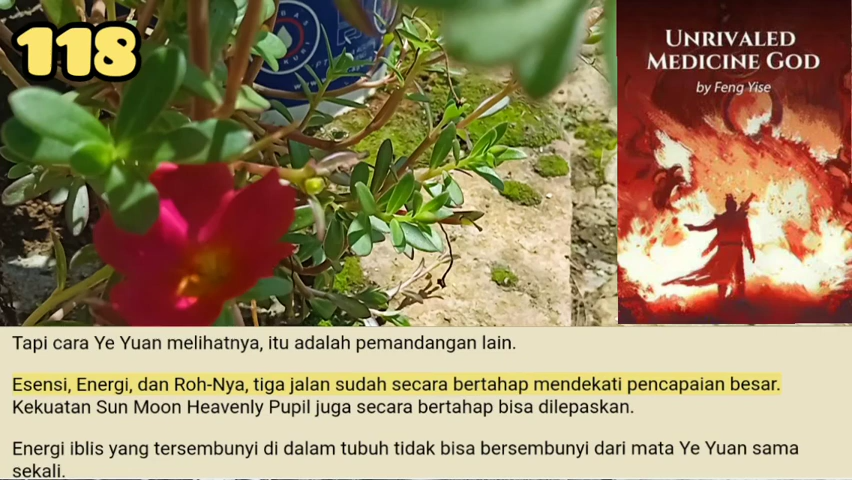 118
UNRIVALED
MEDICINE GOD
by Feng Yise
Tapi cara Ye Yuan melihatnya, itu adalah pemandangan lain.
Esensi, Energi, dan Roh-Nya, tiga jalan sudah secara bertahap mendekati pencapaian besar.
Kekuatan Sun Moon Heavenly Pupil juga secara bertahap bisa dilepaskan.
Energi iblis yang tersembunyi di dalam tubuh tidak bisa bersembunyi dari mata Ye Yuan sama
sekali.